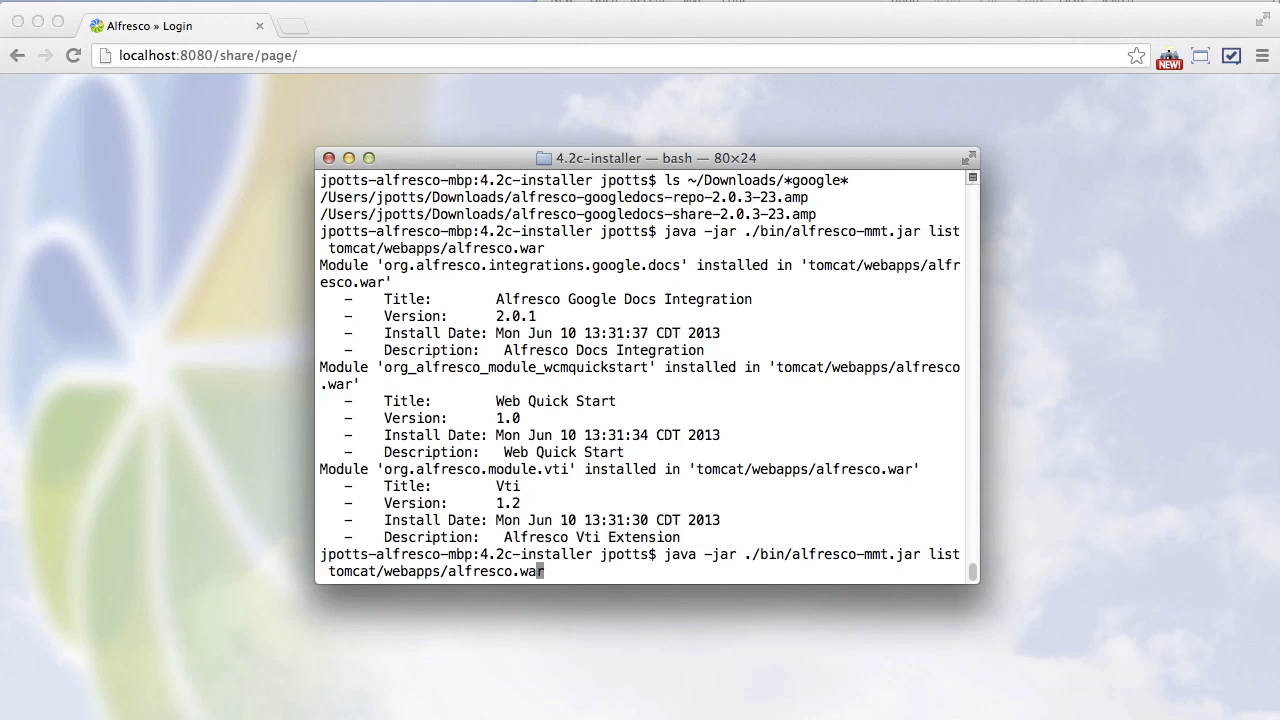 Alfresco » Login
localhost:8080/share/page/
NEW!
4.2c-installer — bash — 80×24
jpotts-alfresco-mbp:4.2c-installer jpotts$ ls ~/Downloads/*google*
/Users/jpotts/Downloads/alfresco-googledocs-repo-2.0.3-23.amp
/Users/jpotts/Downloads/alfresco-googledocs-share-2.0.3-23.amp
jpotts-alfresco-mbp:4.2c-installer jpotts$ java -jar ./bin/alfresco-mmt.jar list
tomcat/webapps/alfresco.war
Module 'org.alfresco.integrations.google.docs' installed in 'tomcat/webapps/alfr
esco.war'
- Title: Alfresco Google Docs Integration
- Version: 2.0.1
- Install Date: Mon Jun 10 13:31:37 CDT 2013
- Description: Alfresco Docs Integration
Module 'org_alfresco_module_wcmquickstart' installed in 'tomcat/webapps/alfresco
.war'
- Title: Web Quick Start
- Version: 1.0
- Install Date: Mon Jun 10 13:31:34 CDT 2013
- Description: Web Quick Start
Module 'org.alfresco.module.vti' installed in 'tomcat/webapps/alfresco.war'
- Title: Vti
- Version: 1.2
- Install Date: Mon Jun 10 13:31:30 CDT 2013
- Description: Alfresco Vti Extension
jpotts-alfresco-mbp:4.2c-installer jpotts$ java -jar ./bin/alfresco-mmt.jar list
tomcat/webapps/alfresco.war